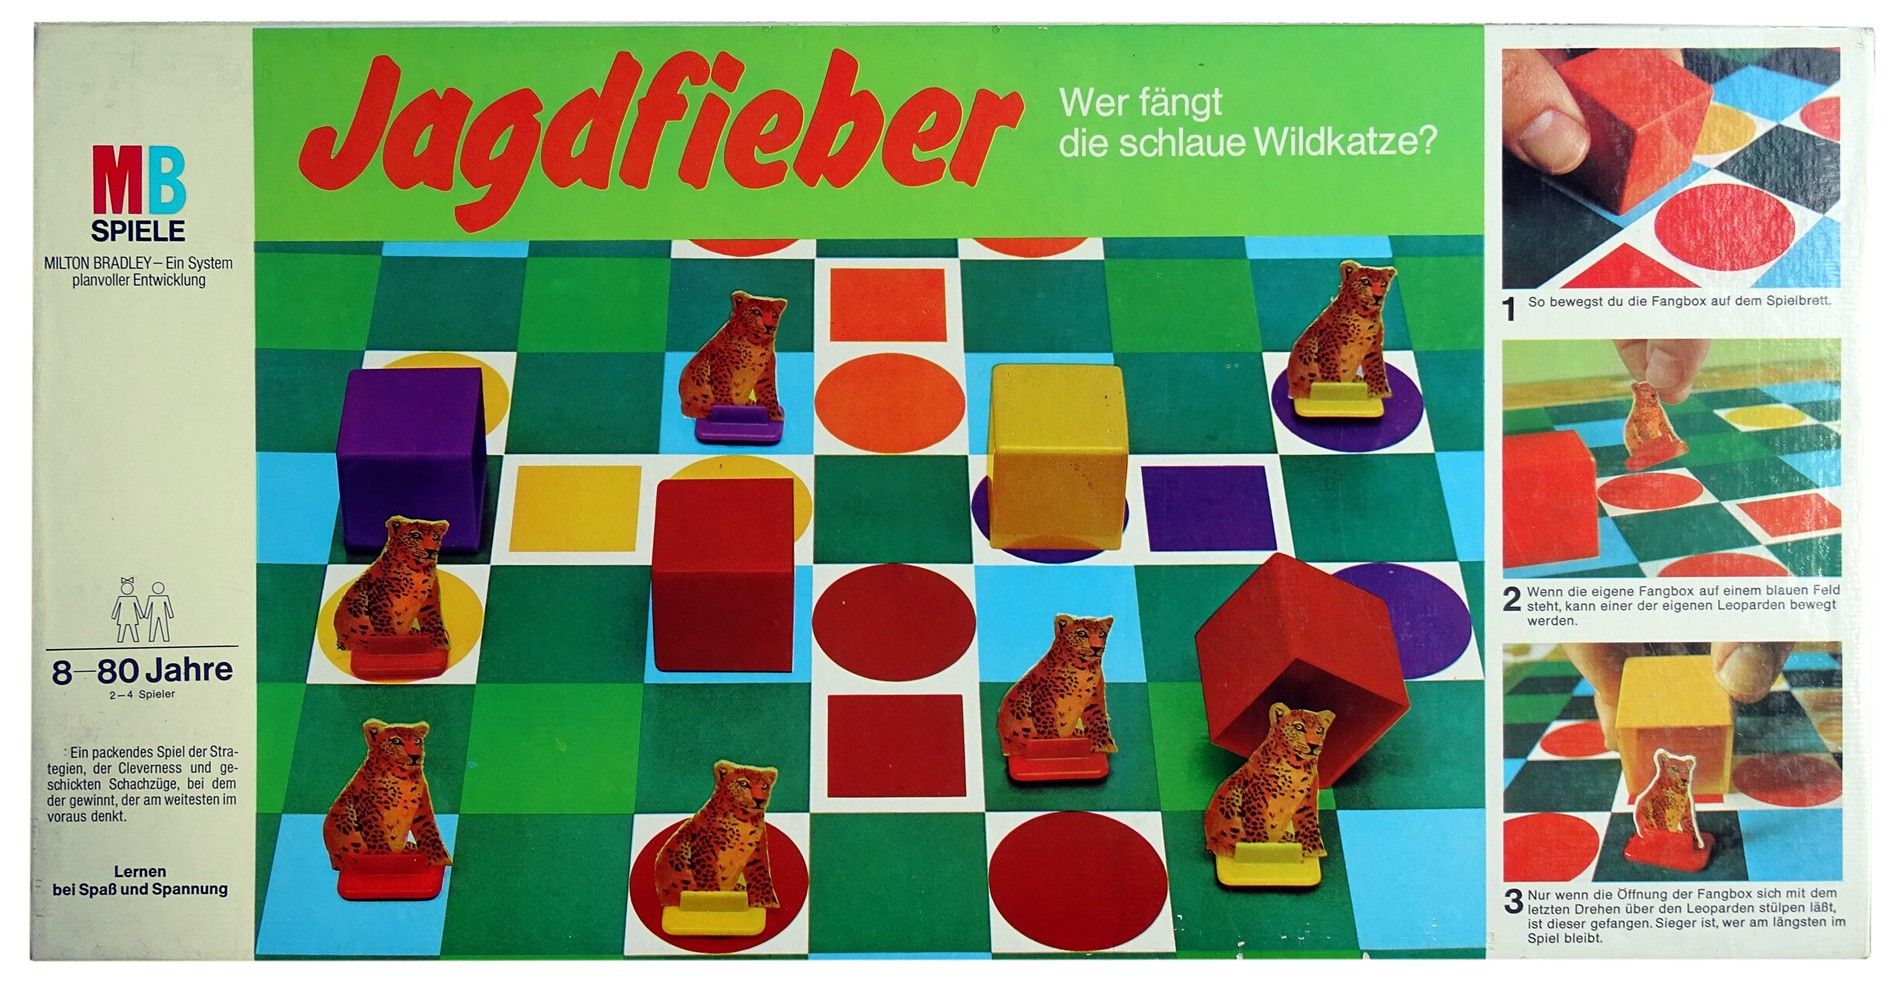 MB
SPIELE
MILTON BRADLEY – Ein System
planvoller Entwicklung
8–80 Jahre
2–4 Spieler
Ein packendes Spiel der Stra-
tegien, der Cleverness und ge-
schickten Schachzüge, bei dem
der gewinnt, der am weitesten im
voraus denkt.
Lernen
bei Spaß und Spannung
Jagdfieber
Wer fängt
die schlaue Wildkatze?
1 So bewegst du die Fangbox auf dem Spielbrett.
2 Wenn die eigene Fangbox auf einem blauen Feld
steht, kann einer der eigenen Leoparden bewegt
werden.
3 Nur wenn die Öffnung der Fangbox sich mit dem
letzten Drehen über den Leoparden stülpen läßt,
ist dieser gefangen. Sieger ist, wer am längsten im
Spiel bleibt.